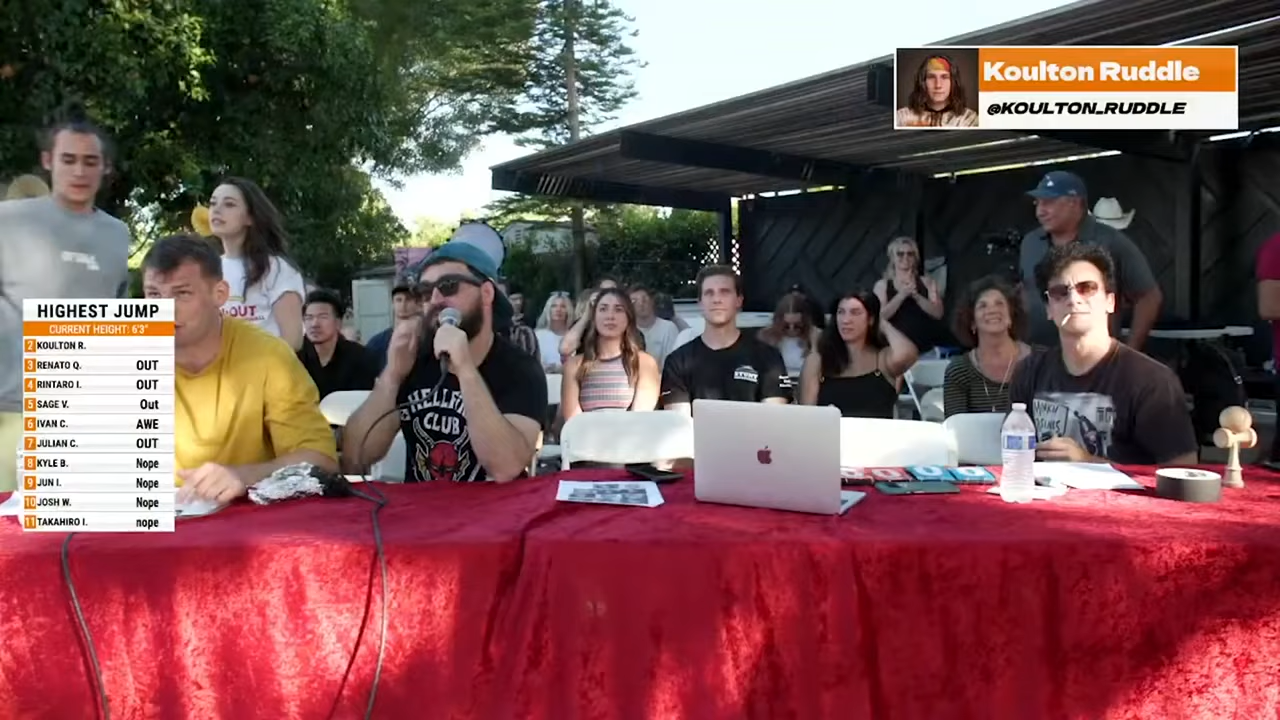 Koulton Ruddle
@KOULTON_RUDDLE
HIGHEST JUMP
CURRENT HEIGHT: 6'3"
2 KOULTON R.
3 RENATO Q. OUT
4 RINTARO I. OUT
5 SAGE V. Out
6 IVAN C. AWE
7 JULIAN C. OUT
8 KYLE B. Nope
9 JUN I. Nope
10 JOSH W. Nope
11 TAKAHIRO I. nope
HELLFIRE
CLUB